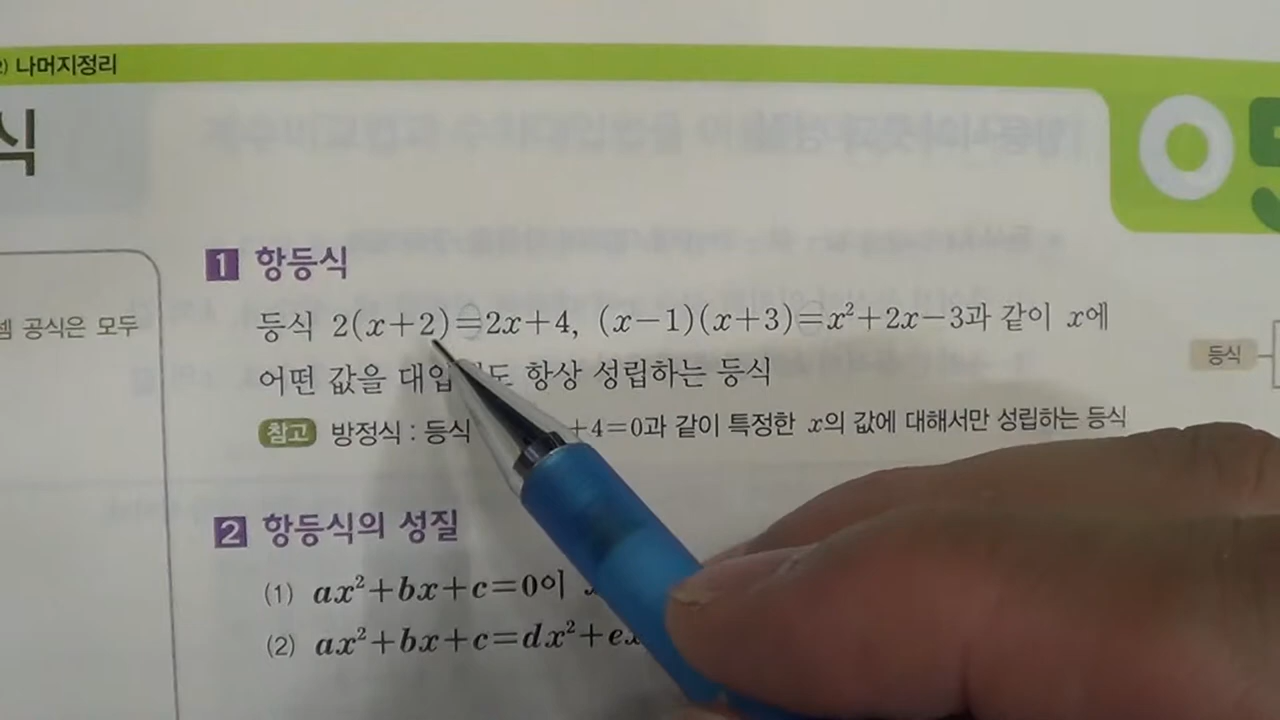 나머지정리
식
1 항등식
등식 2(x+2)=2x+4, (x-1)(x+3)=x²+2x-3과 같이 x에
공식은 모두
등식
어떤 값을 항상 성립하는 등식
참고 방정식 : 등식 +4=0과 같이 특정한 x의 값에 대해서만 성립하는 등식
2 항등식의 성질
(1) ax²+bx+c=0이
(2) ax²+bx+c=dx²+ex